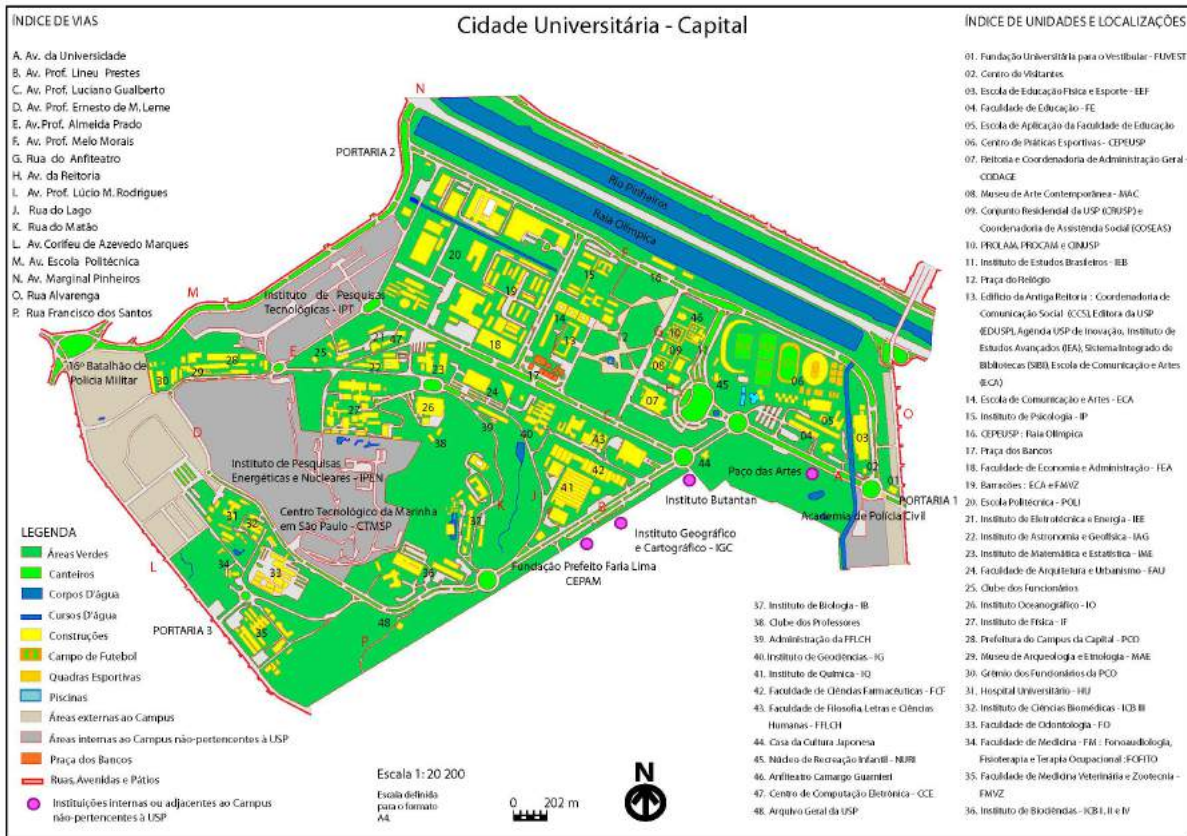 Cidade Universitária - Capital
ÍNDICE DE VIAS
A. Av. da Universidade
B. Av. Prof. Lineu Prestes
C. Av. Prof. Luciano Gualberto
D. Av. Prof. Ernesto de M. Leme
E. Av. Prof. Almeida Prado
F. Av. Prof. Melo Morais
G. Rua do Anfiteatro
H. Av. da Reitoria
I. Av. Prof. Lúcio M. Rodrigues
J. Rua do Lago
K. Rua do Matão
L. Av. Corifeu de Azevedo Marques
M. Av. Escola Politécnica
N. Av. Marginal Pinheiros
O. Rua Alvarenga
P. Rua Francisco dos Santos
N
PORTARIA 2
Rio Pinheiros
Raia Olímpica
M
Instituto de Pesquisas
Tecnológicas - IPT
16º Batalhão de
Polícia Militar
Instituto de Pesquisas
Energéticas e Nucleares - IPEN
Centro Tecnológico da Marinha
em São Paulo - CTMSP
Paço das Artes
Instituto Butantan
Instituto Geográfico
e Cartográfico - IGC
Fundação Prefeito Faria Lima
CEPAM
Academia de Polícia Civil
PORTARIA 1
PORTARIA 3
LEGENDA
Áreas Verdes
Canteiros
Corpos D'água
Cursos D'água
Construções
Campo de Futebol
Quadras Esportivas
Piscinas
Áreas externas ao Campus
Áreas internas ao Campus não-pertencentes à USP
Praça dos Bancos
Ruas, Avenidas e Pátios
Instituições internas ou adjacentes ao Campus
não-pertencentes à USP
Escala 1: 20 200
Escala definida
para o formato
A4.
0 202 m
N
ÍNDICE DE UNIDADES E LOCALIZAÇÕES
01. Fundação Universitária para o Vestibular - FUVEST
02. Centro de Visitantes
03. Escola de Educação Física e Esporte - EEF
04. Faculdade de Educação - FE
05. Escola de Aplicação da Faculdade de Educação
06. Centro de Práticas Esportivas - CEPEUSP
07. Reitoria e Coordenadoria de Administração Geral -
CODAGE
08. Museu de Arte Contemporânea - MAC
09. Conjunto Residencial da USP (CRUSP) e
Coordenadoria de Assistência Social (COSEAS)
10. PROLAM, PROCAM e CINUSP
11. Instituto de Estudos Brasileiros - IEB
12. Praça do Relógio
13. Edifício da Antiga Reitoria : Coordenadoria de
Comunicação Social (CCS), Editora da USP
(EDUSP), Agência USP de Inovação, Instituto de
Estudos Avançados (IEA), Sistema Integrado de
Bibliotecas (SIBI), Escola de Comunicação e Artes
(ECA)
14. Escola de Comunicação e Artes - ECA
15. Instituto de Psicologia - IP
16. CEPEUSP : Raia Olímpica
17. Praça dos Bancos
18. Faculdade de Economia e Administração - FEA
19. Barracões : ECA e FMVZ
20. Escola Politécnica - POLI
21. Instituto de Eletrotécnica e Energia - IEE
22. Instituto de Astronomia e Geofísica - IAG
23. Instituto de Matemática e Estatística - IME
24. Faculdade de Arquitetura e Urbanismo - FAU
25. Clube dos Funcionários
26. Instituto Oceanográfico - IO
27. Instituto de Física - IF
28. Prefeitura do Campus da Capital - PCO
29. Museu de Arqueologia e Etnologia - MAE
30. Grêmio dos Funcionários da PCO
31. Hospital Universitário - HU
32. Instituto de Ciências Biomédicas - ICB III
33. Faculdade de Odontologia - FO
34. Faculdade de Medicina - FM : Fonoaudiologia,
Fisioterapia e Terapia Ocupacional : FOFITO
35. Faculdade de Medicina Veterinária e Zootecnia -
FMVZ
36. Instituto de Biociências - ICB I, II e IV
37. Instituto de Biologia - IB
38. Clube dos Professores
39. Administração da FFLCH
40. Instituto de Geociências - IG
41. Instituto de Química - IQ
42. Faculdade de Ciências Farmacêuticas - FCF
43. Faculdade de Filosofia, Letras e Ciências
Humanas - FFLCH
44. Casa da Cultura Japonesa
45. Núcleo de Recreação Infantil - NURI
46. Anfiteatro Camargo Guarnieri
47. Centro de Computação Eletrônica - CCE
48. Arquivo Geral da USP